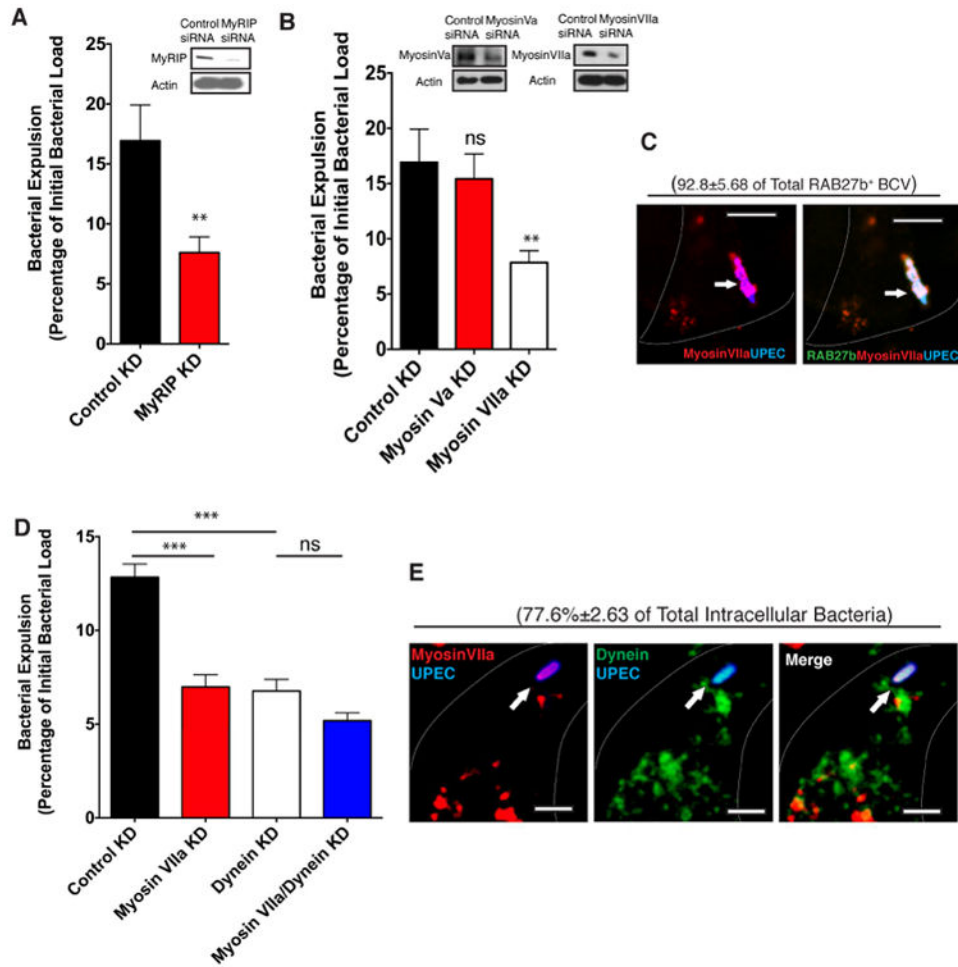 A
Control MyRIP
siRNA siRNA
MyRIP
Actin
Bacterial Expulsion
(Percentage of Initial Bacterial Load
25
20
15
10
5
0
**
Control KD
MyRIP KD
B
Control MyosinVa
siRNA siRNA
MyosinVa
Actin
Control MyosinVIIa
siRNA siRNA
MyosinVIIa
Actin
Bacterial Expulsion
(Percentage of Initial Bacterial Load
25
20
15
10
5
0
ns
**
Control KD
Myosin Va KD
Myosin VIIa KD
C
(92.8±5.68 of Total RAB27b+ BCV)
MyosinVIIaUPEC
RAB27bMyosinVIIaUPEC
D
Bacterial Expulsion
(Percentage of Initial Bacterial Load
15
10
5
0
***
***
ns
Control KD
Myosin VIIa KD
Dynein KD
Myosin VIIa/Dynein KD
E
(77.6%±2.63 of Total Intracellular Bacteria)
MyosinVIIa
UPEC
Dynein
UPEC
Merge